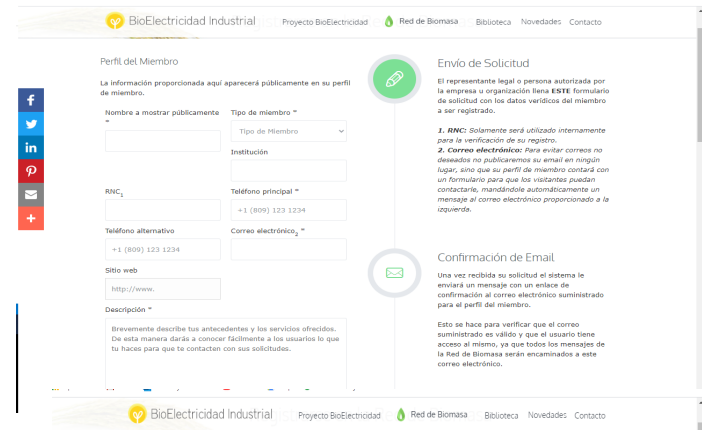 BioElectricidad Industrial Proyecto BioElectricidad Red de Biomasa Biblioteca Novedades Contacto
Perfil del Miembro
La información proporcionada aquí aparecerá públicamente en su perfil
de miembro.
Nombre a mostrar públicamente
*
Tipo de miembro *
Tipo de Miembro
Institución
RNC1
Teléfono principal *
+1 (809) 123 1234
Teléfono alternativo
+1 (809) 123 1234
Correo electrónico2 *
Sitio web
http://www.
Descripción *
Brevemente describe tus antecedentes y los servicios ofrecidos.
De esta manera darás a conocer fácilmente a los usuarios lo que
tu haces para que te contacten con sus solicitudes.
Envío de Solicitud
El representante legal o persona autorizada por
la empresa u organización llena ESTE formulario
de solicitud con los datos verídicos del miembro
a ser registrado.
1. RNC: Solamente será utilizado internamente
para la verificación de su registro.
2. Correo electrónico: Para evitar correos no
deseados no publicaremos su email en ningún
lugar, sino que su perfil de miembro contará con
un formulario para que los visitantes puedan
contactarle, mandándole automáticamente un
mensaje al correo electrónico proporcionado a la
izquierda.
Confirmación de Email
Una vez recibida su solicitud el sistema le
enviará un mensaje con un enlace de
confirmación al correo electrónico suministrado
para el perfil del miembro.
Esto se hace para verificar que el correo
suministrado es válido y que el usuario tiene
acceso al mismo, ya que todos los mensajes de
la Red de Biomasa serán encaminados a este
correo electrónico.
BioElectricidad Industrial Proyecto BioElectricidad Red de Biomasa Biblioteca Novedades Contacto